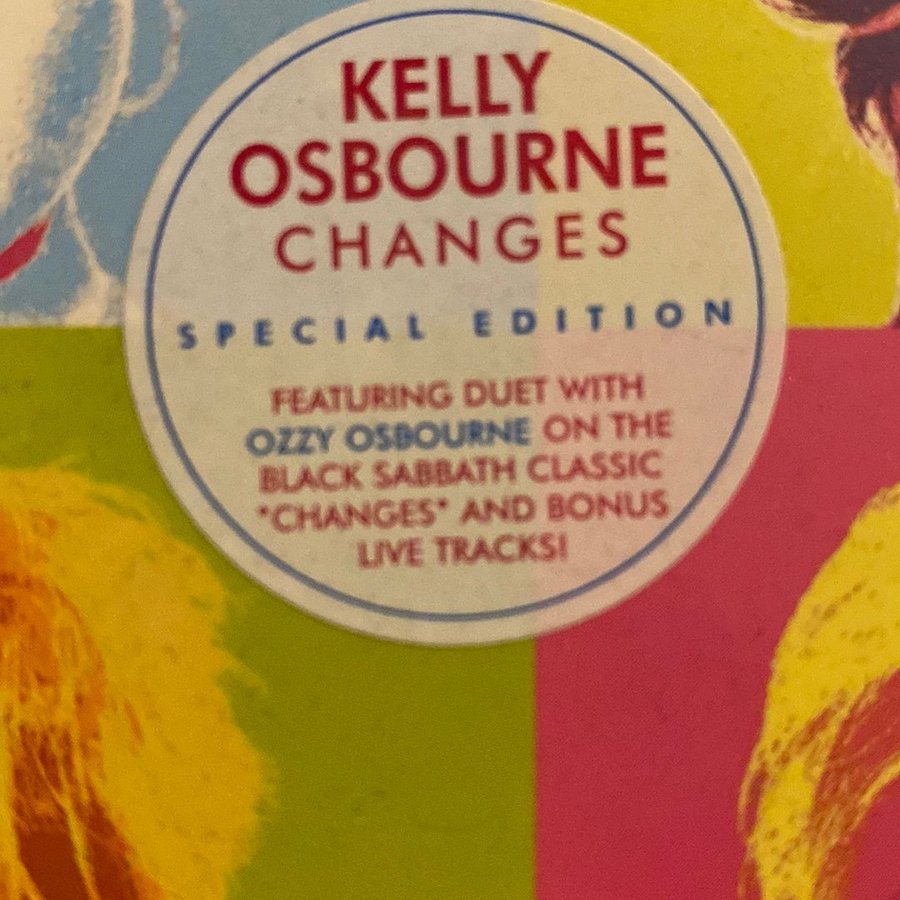 KELLY
OSBOURNE
CHANGES
SPECIAL EDITION
FEATURING DUET WITH
OZZY OSBOURNE ON THE
BLACK SABBATH CLASSIC
"CHANGES" AND BONUS
LIVE TRACKS!